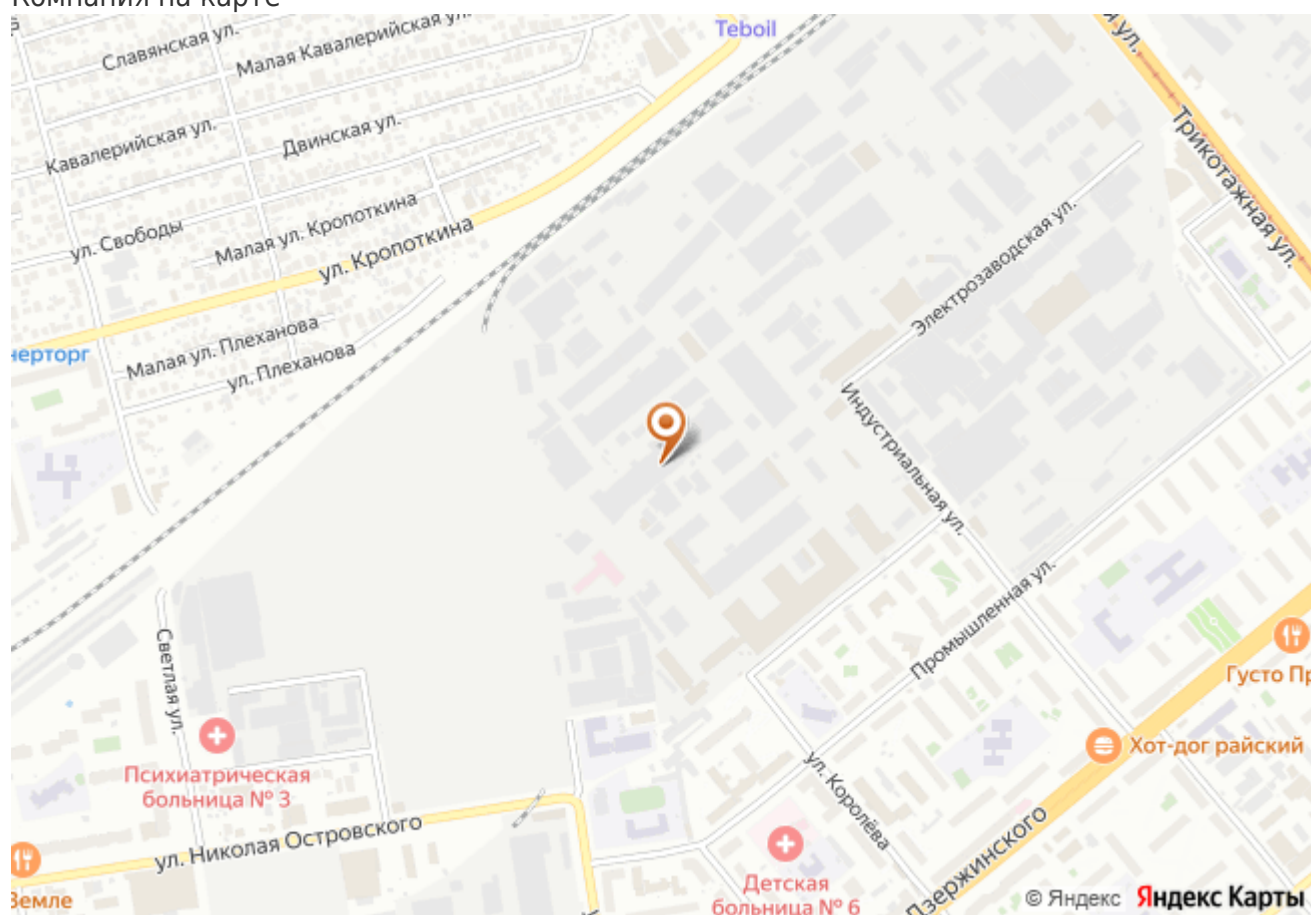 Компания на карте
Славянская ул.
Малая Кавалерийская ул.
Teboil
Трикотажная ул.
Кавалерийская ул.
Двинская ул.
ул. Свободы
Малая ул. Кропоткина
ул. Кропоткина
Электрозаводская ул.
Малая ул. Плеханова
ул. Плеханова
нерторг
Индустриальная ул.
Промышленная ул.
Светлая ул.
Густо Пр
Хот-дог райский
Психиатрическая
больница № 3
ул. Королёва
ул. Николая Островского
Дзержинского
Земле
Детская
больница № 6
© Яндекс Яндекс Карты